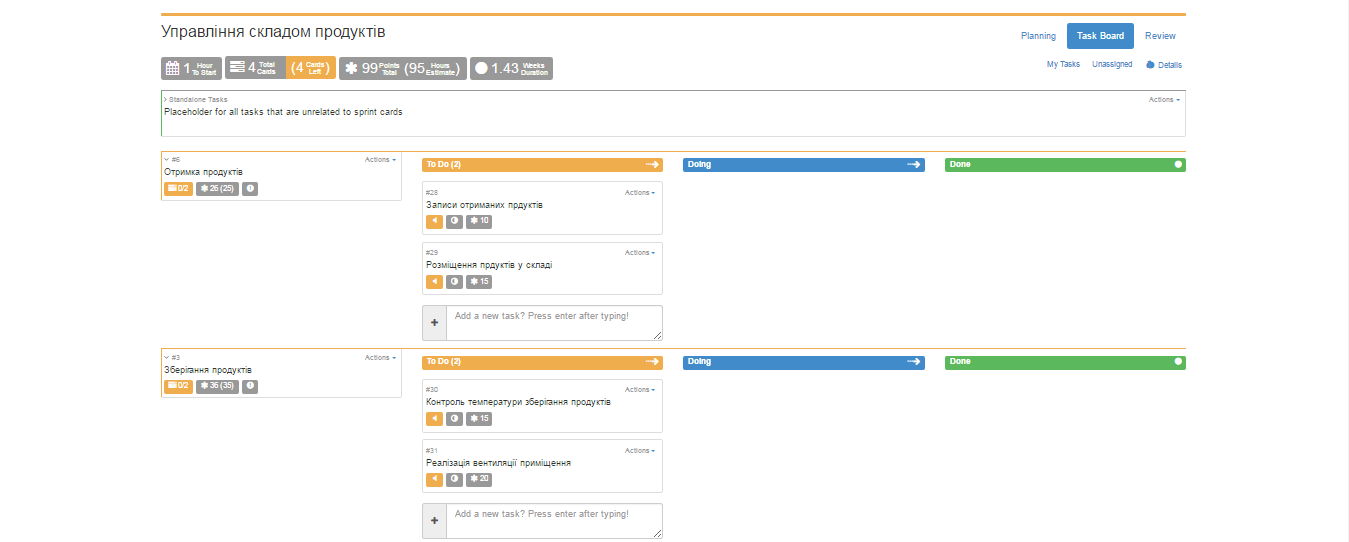 Управління складом продуктів
Planning Task Board Review
1 Hour To Start 4 Total Cards (4 Cards Left) 99 Points Total (95 Hours Estimate) 1.43 Weeks Duration
My Tasks Unassigned Details
Standalone Tasks Actions
Placeholder for all tasks that are unrelated to sprint cards
#6 Actions To Do (2) Doing Done
Отримка продуктів
0/2 26 (25)
#28 Actions
Записи отриманих прдуктів
10
#29 Actions
Розміщення прдуктів у складі
15
Add a new task? Press enter after typing!
#3 Actions To Do (2) Doing Done
Зберігання продуктів
0/2 36 (35)
#30 Actions
Контроль температури зберігання продуктів
15
#31 Actions
Реалізація вентиляції приміщення
20
Add a new task? Press enter after typing!